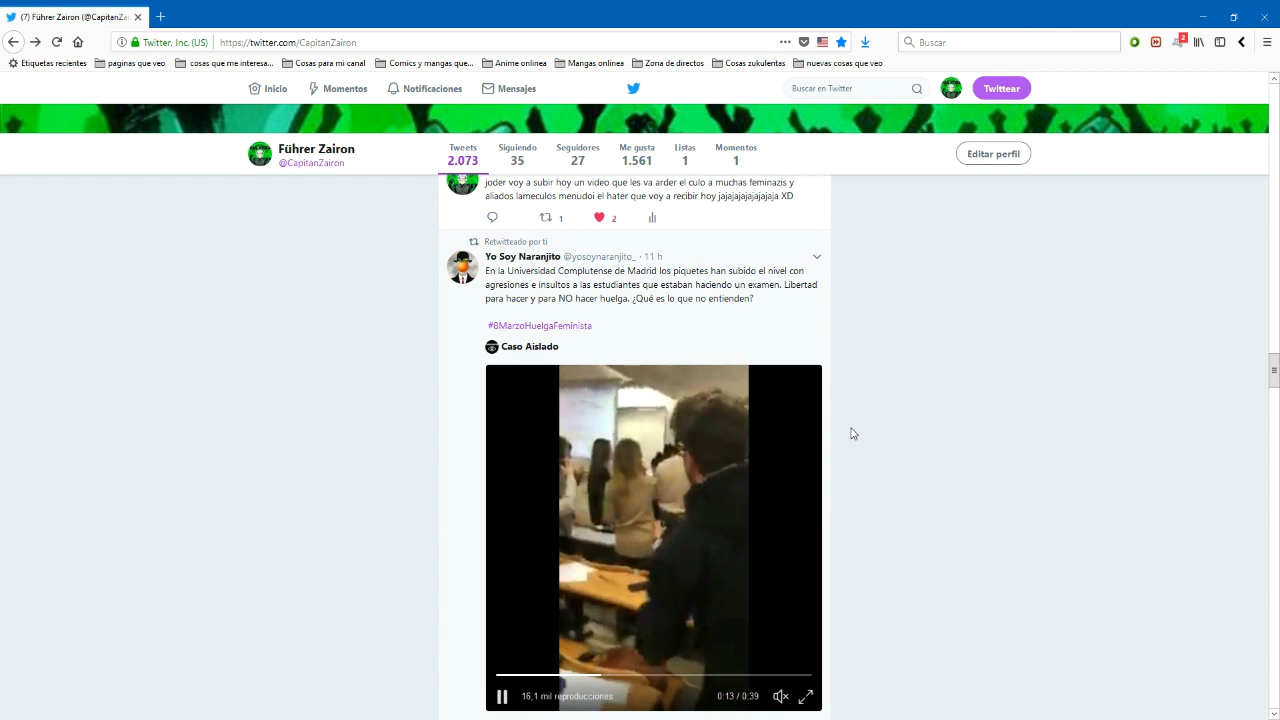 (7) Führer Zairon (@CapitanZai
Twitter, Inc. (US)
https://twitter.com/CapitanZairon
Buscar
2
Etiquetas recientes
paginas que veo
cosas que me interesa...
Cosas para mi canal
Comics y mangas que...
Anime onlinea
Mangas onlinea
Zona de directos
Cosas zukulentas
nuevas cosas que veo
Inicio
Momentos
Notificaciones
Mensajes
Buscar en Twitter
Twittear
Führer Zairon
@CapitanZairon
Tweets
2.073
Siguiendo
35
Seguidores
27
Me gusta
1.561
Listas
1
Momentos
1
Editar perfil
joder voy a subir hoy un video que les va arder el culo a muchas feminazis y
aliados lameculos menudoi el hater que voy a recibir hoy jajajajajajajajaja XD
1
2
Retwitteado por ti
Yo Soy Naranjito @yosoynaranjito_ · 11 h
En la Universidad Complutense de Madrid los piquetes han subido el nivel con
agresiones e insultos a las estudiantes que estaban haciendo un examen. Libertad
para hacer y para NO hacer huelga. ¿Qué es lo que no entienden?
#8MarzoHuelgaFeminista
Caso Aislado
16,1 mil reproducciones
0:13 / 0:39